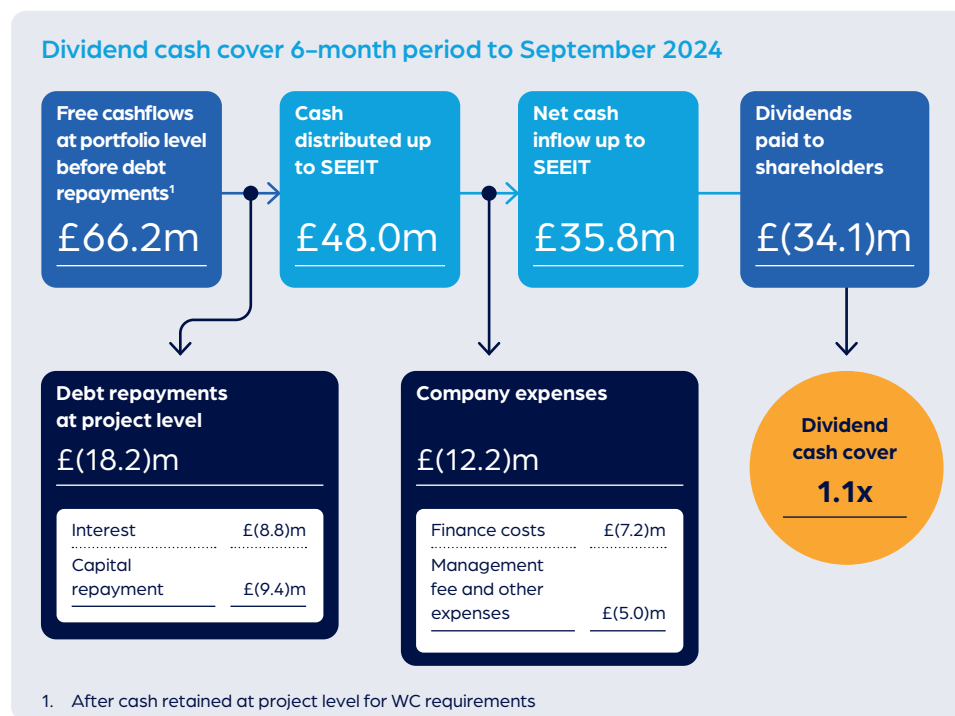 Dividend cash cover 6-month period to September 2024
Free cashflows
at portfolio level
before debt
repayments¹
£66.2m
Cash
distributed up
to SEEIT
£48.0m
Net cash
inflow up to
SEEIT
£35.8m
Dividends
paid to
shareholders
£(34.1)m
Debt repayments
at project level
£(18.2)m
Interest £(8.8)m
Capital
repayment £(9.4)m
Company expenses
£(12.2)m
Finance costs £(7.2)m
Management
fee and other
expenses £(5.0)m
Dividend
cash cover
1.1x
1. After cash retained at project level for WC requirements